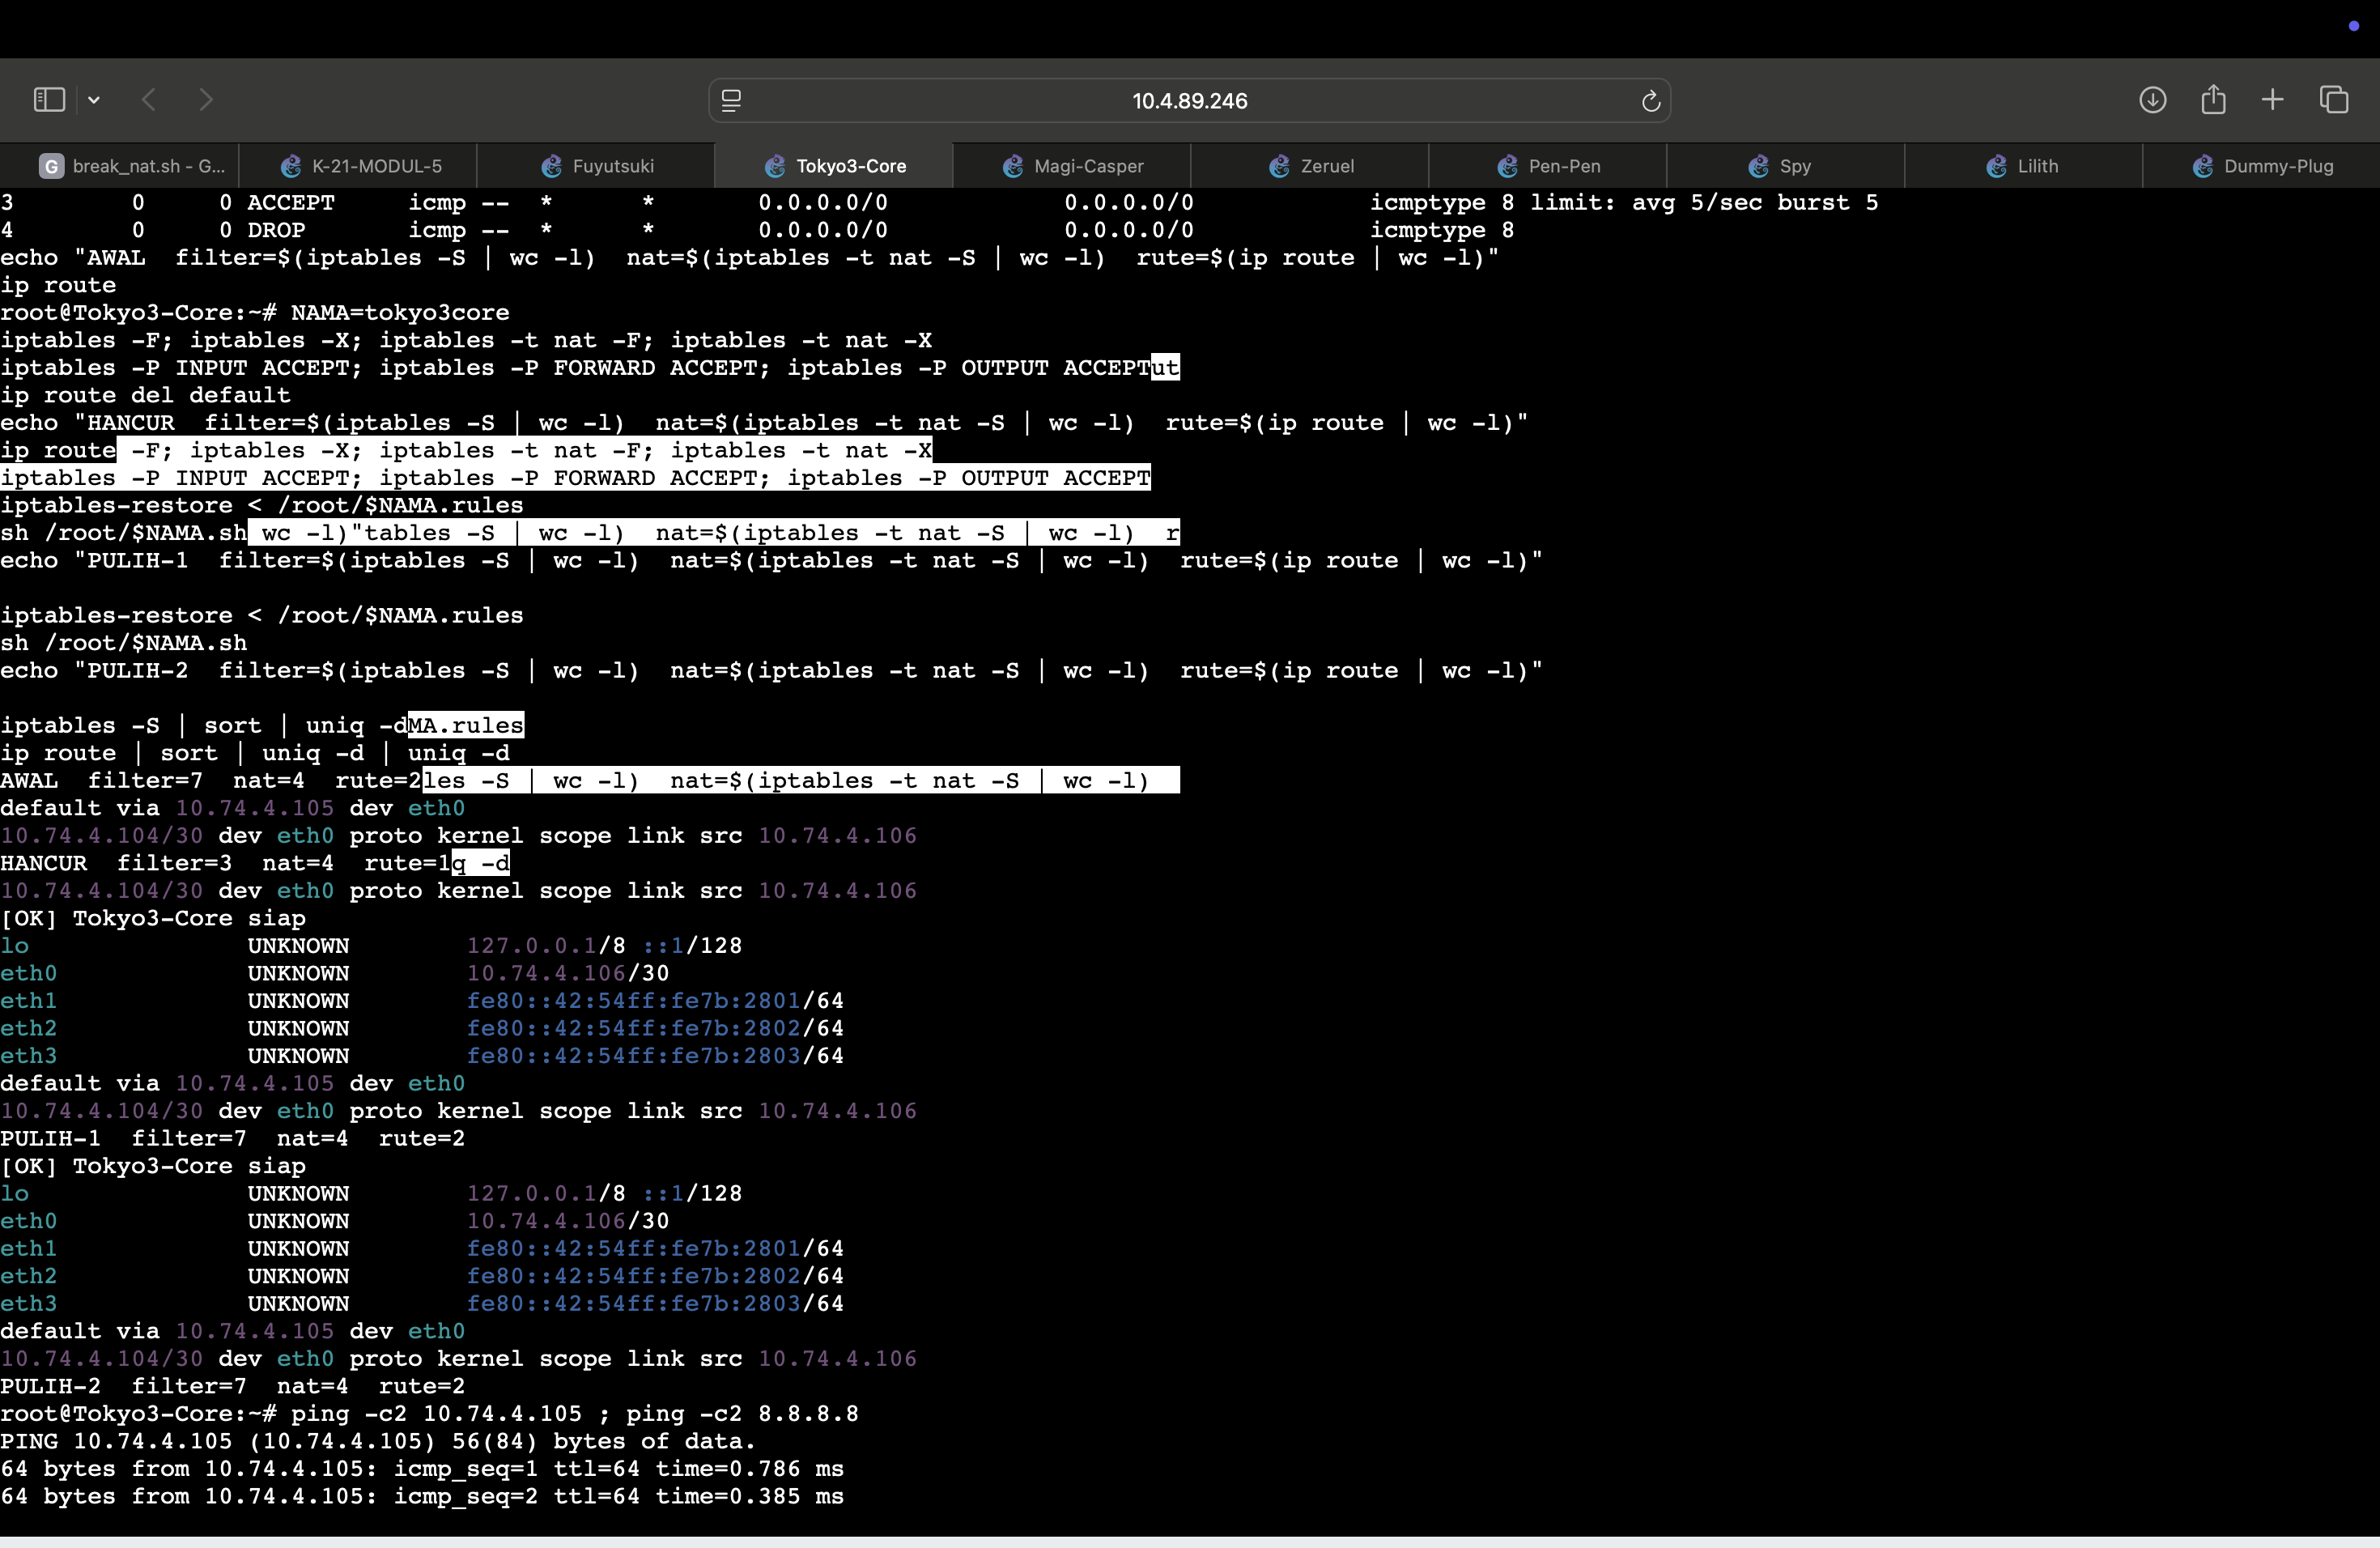 10.4.89.246
G break_nat.sh - G...
K-21-MODUL-5
Fuyutsuki
Tokyo3-Core
Magi-Casper
Zeruel
Pen-Pen
Spy
Lilith
Dummy-Plug
3 0 0 ACCEPT icmp -- * * 0.0.0.0/0 0.0.0.0/0 icmptype 8 limit: avg 5/sec burst 5
4 0 0 DROP icmp -- * * 0.0.0.0/0 0.0.0.0/0 icmptype 8
echo "AWAL  filter=$(iptables -S | wc -l)  nat=$(iptables -t nat -S | wc -l)  rute=$(ip route | wc -l)"
ip route
root@Tokyo3-Core:~# NAMA=tokyo3core
iptables -F; iptables -X; iptables -t nat -F; iptables -t nat -X
iptables -P INPUT ACCEPT; iptables -P FORWARD ACCEPT; iptables -P OUTPUT ACCEPTut
ip route del default
echo "HANCUR  filter=$(iptables -S | wc -l)  nat=$(iptables -t nat -S | wc -l)  rute=$(ip route | wc -l)"
ip route -F; iptables -X; iptables -t nat -F; iptables -t nat -X
iptables -P INPUT ACCEPT; iptables -P FORWARD ACCEPT; iptables -P OUTPUT ACCEPT
iptables-restore < /root/$NAMA.rules
sh /root/$NAMA.sh wc -l)"tables -S | wc -l)  nat=$(iptables -t nat -S | wc -l)  r
echo "PULIH-1  filter=$(iptables -S | wc -l)  nat=$(iptables -t nat -S | wc -l)  rute=$(ip route | wc -l)"
iptables-restore < /root/$NAMA.rules
sh /root/$NAMA.sh
echo "PULIH-2  filter=$(iptables -S | wc -l)  nat=$(iptables -t nat -S | wc -l)  rute=$(ip route | wc -l)"
iptables -S | sort | uniq -dMA.rules
ip route | sort | uniq -d | uniq -d
AWAL  filter=7  nat=4  rute=2les -S | wc -l)  nat=$(iptables -t nat -S | wc -l)
default via 10.74.4.105 dev eth0
10.74.4.104/30 dev eth0 proto kernel scope link src 10.74.4.106
HANCUR  filter=3  nat=4  rute=1q -d
10.74.4.104/30 dev eth0 proto kernel scope link src 10.74.4.106
[OK] Tokyo3-Core siap
lo UNKNOWN 127.0.0.1/8 ::1/128
eth0 UNKNOWN 10.74.4.106/30
eth1 UNKNOWN fe80::42:54ff:fe7b:2801/64
eth2 UNKNOWN fe80::42:54ff:fe7b:2802/64
eth3 UNKNOWN fe80::42:54ff:fe7b:2803/64
default via 10.74.4.105 dev eth0
10.74.4.104/30 dev eth0 proto kernel scope link src 10.74.4.106
PULIH-1  filter=7  nat=4  rute=2
[OK] Tokyo3-Core siap
lo UNKNOWN 127.0.0.1/8 ::1/128
eth0 UNKNOWN 10.74.4.106/30
eth1 UNKNOWN fe80::42:54ff:fe7b:2801/64
eth2 UNKNOWN fe80::42:54ff:fe7b:2802/64
eth3 UNKNOWN fe80::42:54ff:fe7b:2803/64
default via 10.74.4.105 dev eth0
10.74.4.104/30 dev eth0 proto kernel scope link src 10.74.4.106
PULIH-2  filter=7  nat=4  rute=2
root@Tokyo3-Core:~# ping -c2 10.74.4.105 ; ping -c2 8.8.8.8
PING 10.74.4.105 (10.74.4.105) 56(84) bytes of data.
64 bytes from 10.74.4.105: icmp_seq=1 ttl=64 time=0.786 ms
64 bytes from 10.74.4.105: icmp_seq=2 ttl=64 time=0.385 ms